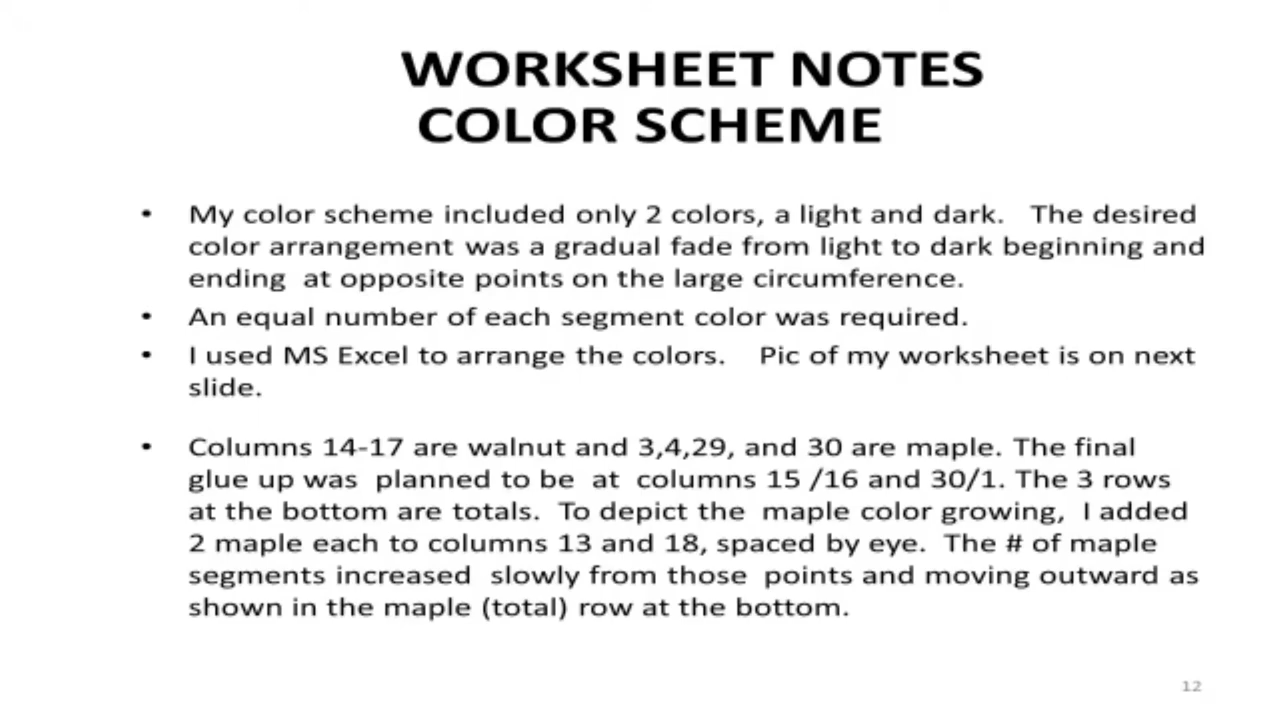 WORKSHEET NOTES
COLOR SCHEME
• My color scheme included only 2 colors, a light and dark. The desired
color arrangement was a gradual fade from light to dark beginning and
ending at opposite points on the large circumference.
• An equal number of each segment color was required.
• I used MS Excel to arrange the colors. Pic of my worksheet is on next
slide.
• Columns 14-17 are walnut and 3,4,29, and 30 are maple. The final
glue up was planned to be at columns 15 /16 and 30/1. The 3 rows
at the bottom are totals. To depict the maple color growing, I added
2 maple each to columns 13 and 18, spaced by eye. The # of maple
segments increased slowly from those points and moving outward as
shown in the maple (total) row at the bottom.
12